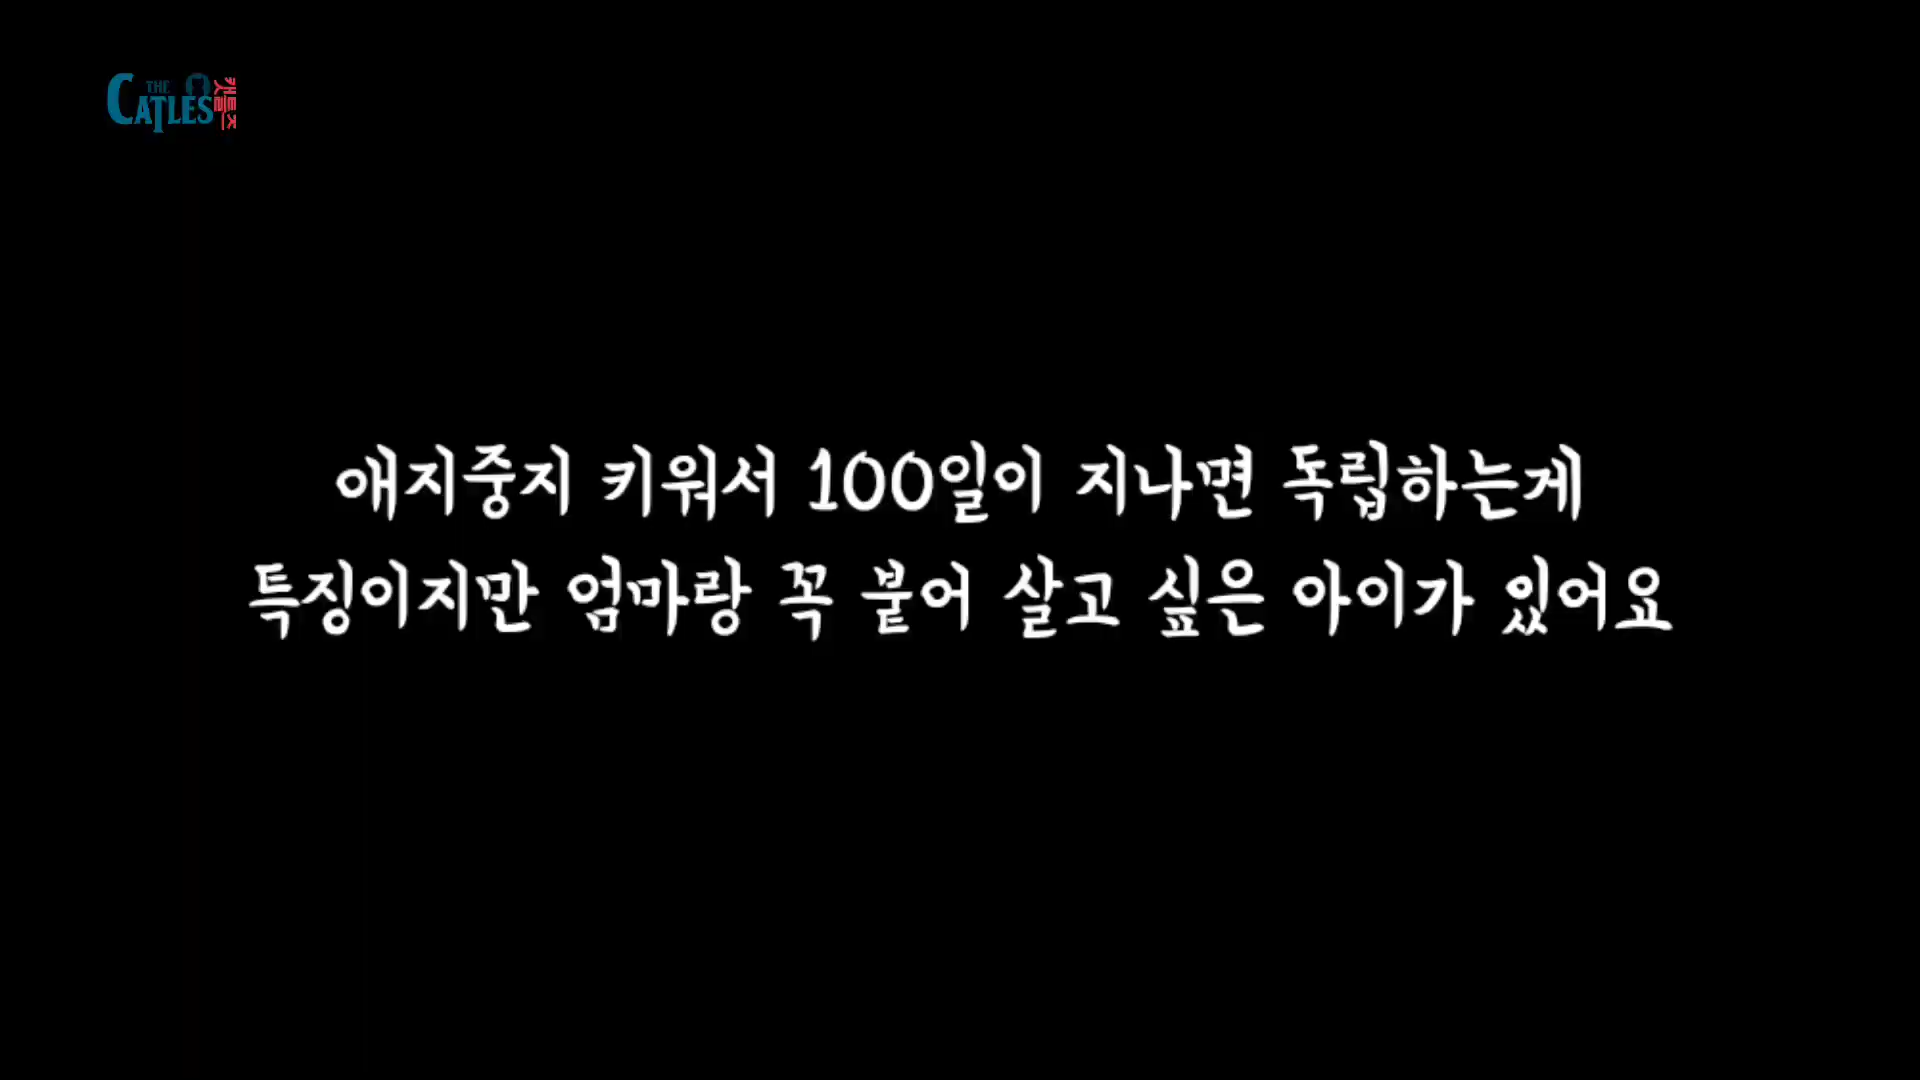 THE
CATLES
캣틀즈
애지중지 키워서 100일이 지나면 독립하는게
특징이지만 엄마랑 꼭 붙어 살고 싶은 아이가 있어요